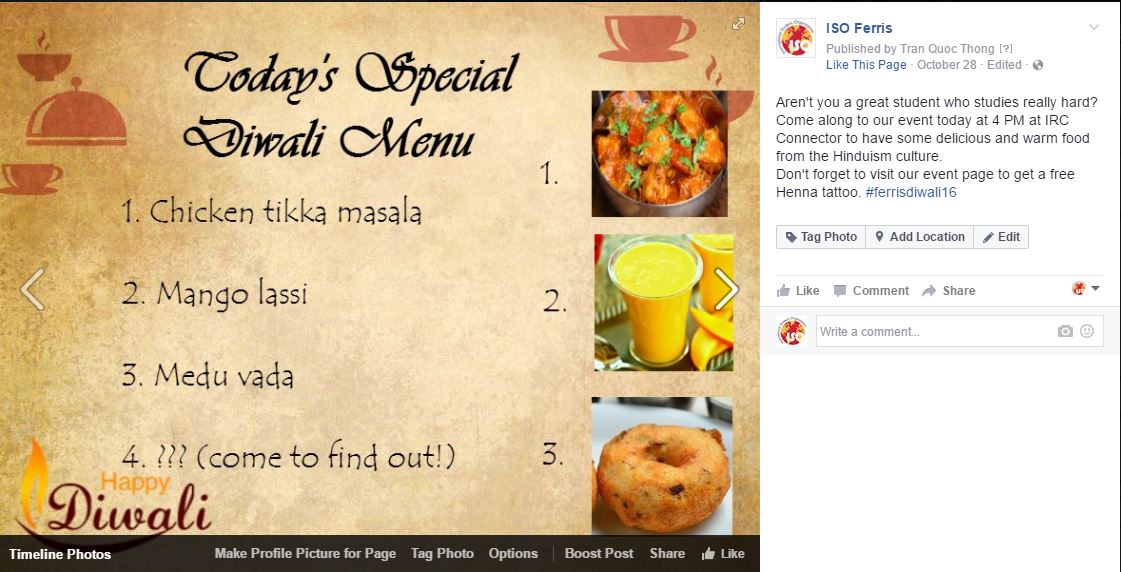 Today's Special
Diwali Menu
1. Chicken tikka masala
2. Mango lassi
3. Medu vada
4. ??? (come to find out!)
1.
2.
3.
Happy
Diwali
Timeline Photos
Make Profile Picture for Page Tag Photo Options Boost Post Share Like
ISO Ferris
Published by Tran Quoc Thong [?]
Like This Page · October 28 · Edited ·
Aren't you a great student who studies really hard?
Come along to our event today at 4 PM at IRC
Connector to have some delicious and warm food
from the Hinduism culture.
Don't forget to visit our event page to get a free
Henna tattoo. #ferrisdiwali16
Tag Photo Add Location Edit
Like Comment Share
Write a comment...